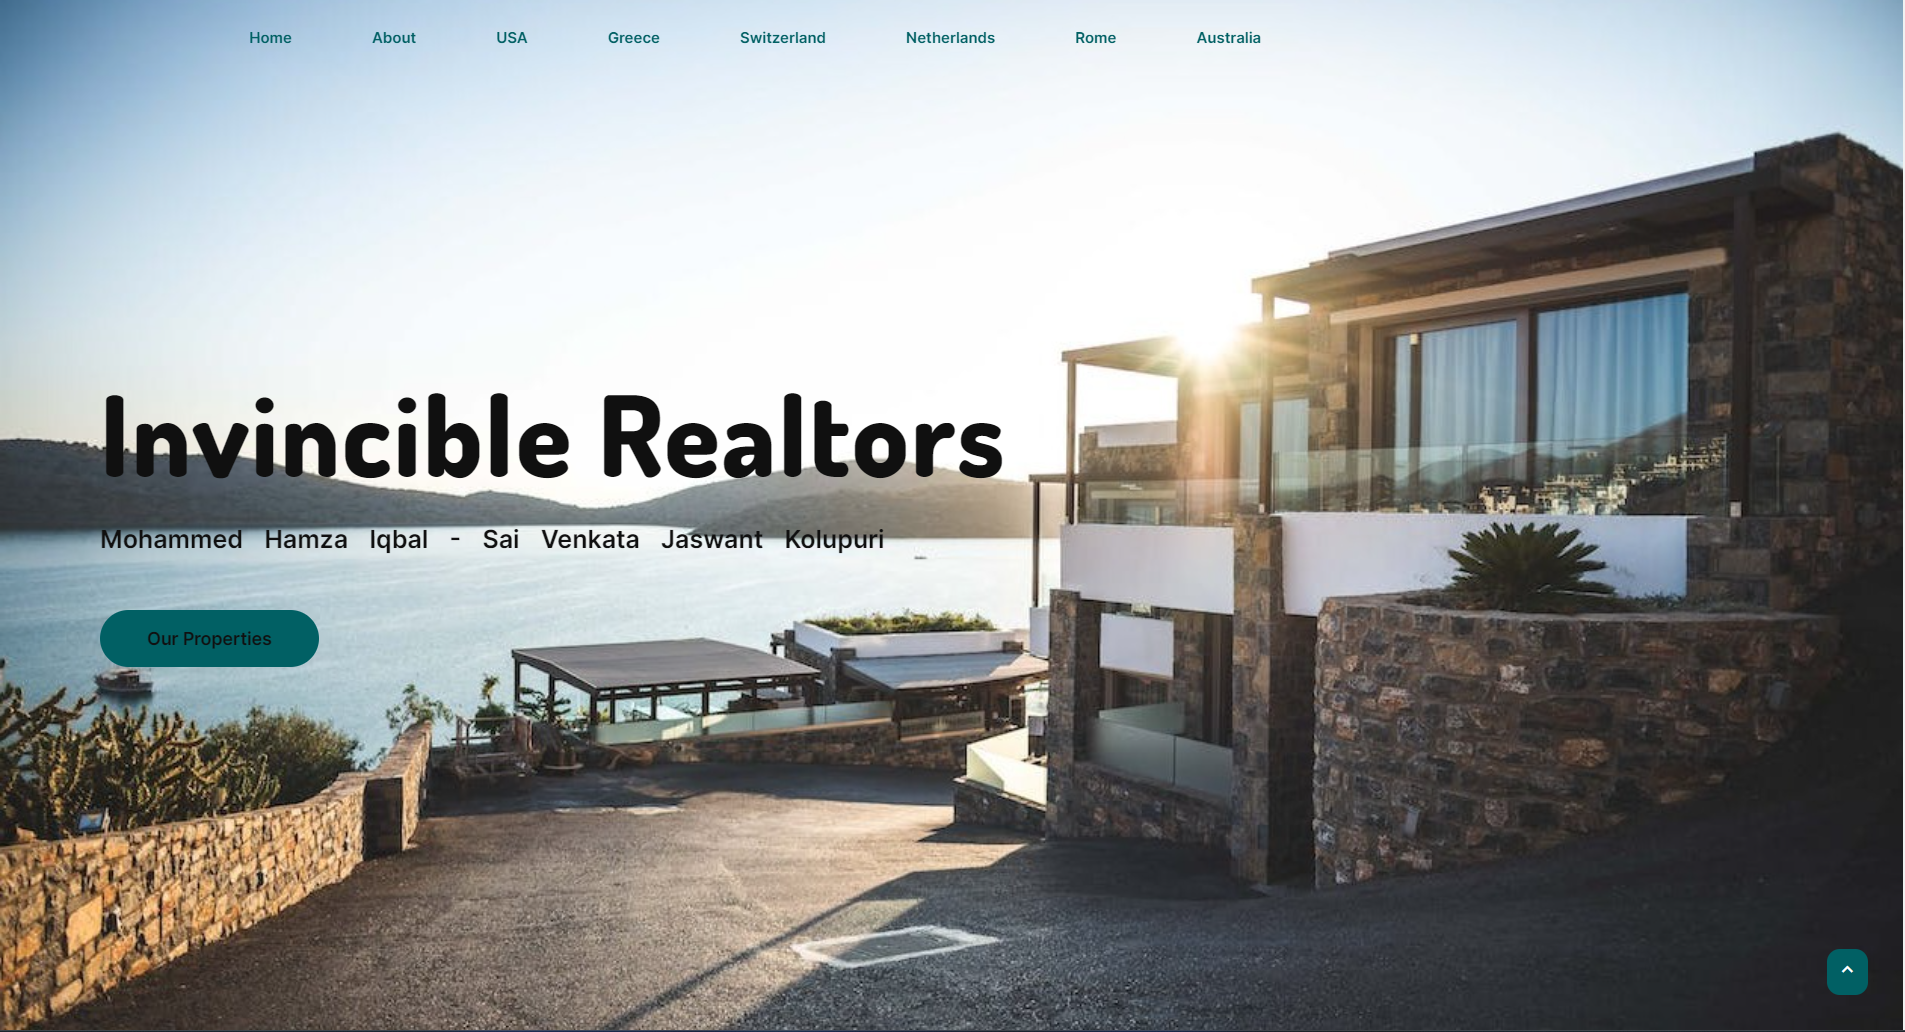 Home About USA Greece Switzerland Netherlands Rome Australia
Invincible Realtors
Mohammed Hamza Iqbal - Sai Venkata Jaswant Kolupuri
Our Properties